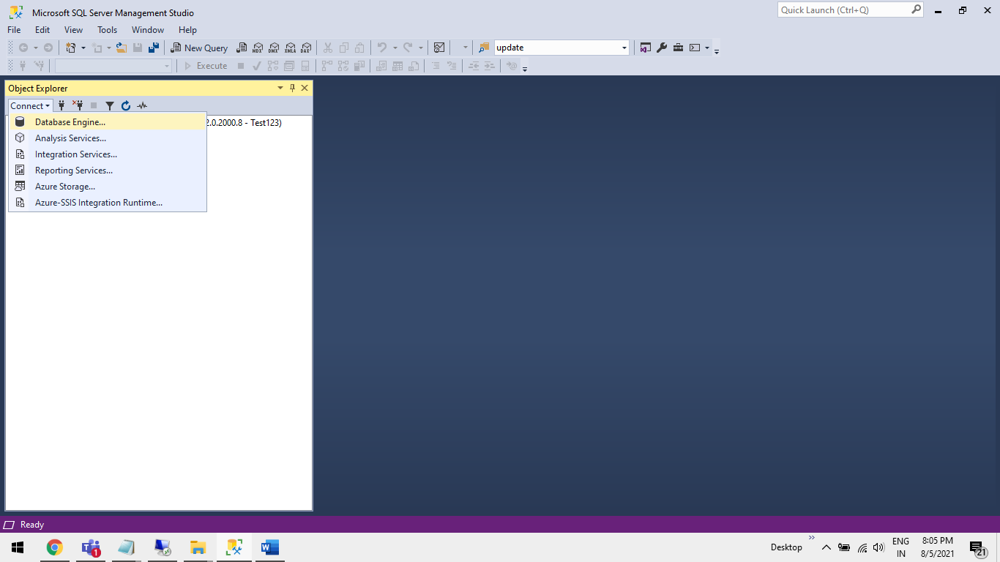 Microsoft SQL Server Management Studio
Quick Launch (Ctrl+Q)
File Edit View Tools Window Help
New Query MDX DMX XMLA DAX update
Execute
Object Explorer
Connect
2.0.2000.8 - Test123)
Database Engine...
Analysis Services...
Integration Services...
Reporting Services...
Azure Storage...
Azure-SSIS Integration Runtime...
Ready
Desktop
ENG
IN
8:05 PM
8/5/2021
1
21